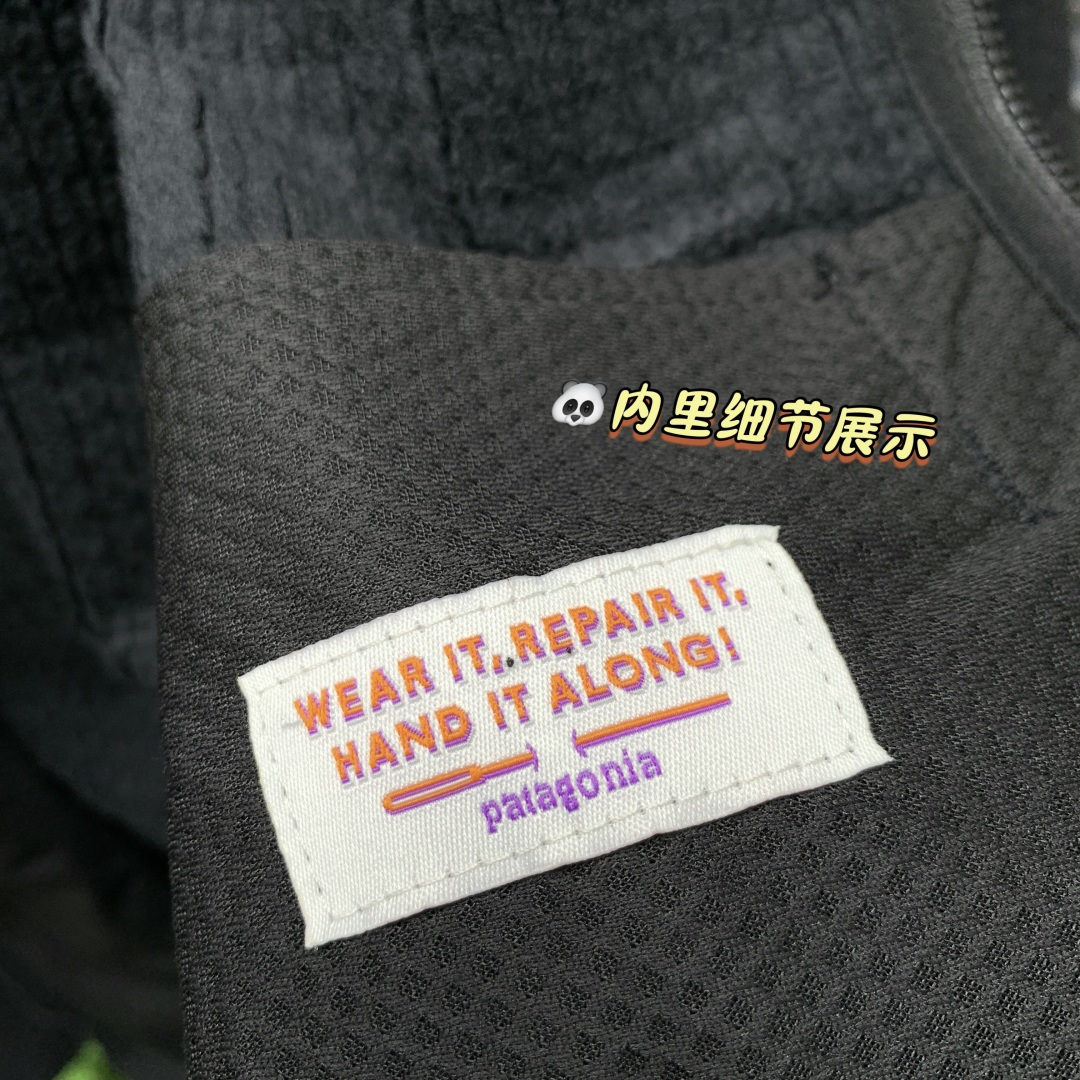 内里细节展示
WEAR IT, REPAIR IT,
HAND IT ALONG!
patagonia